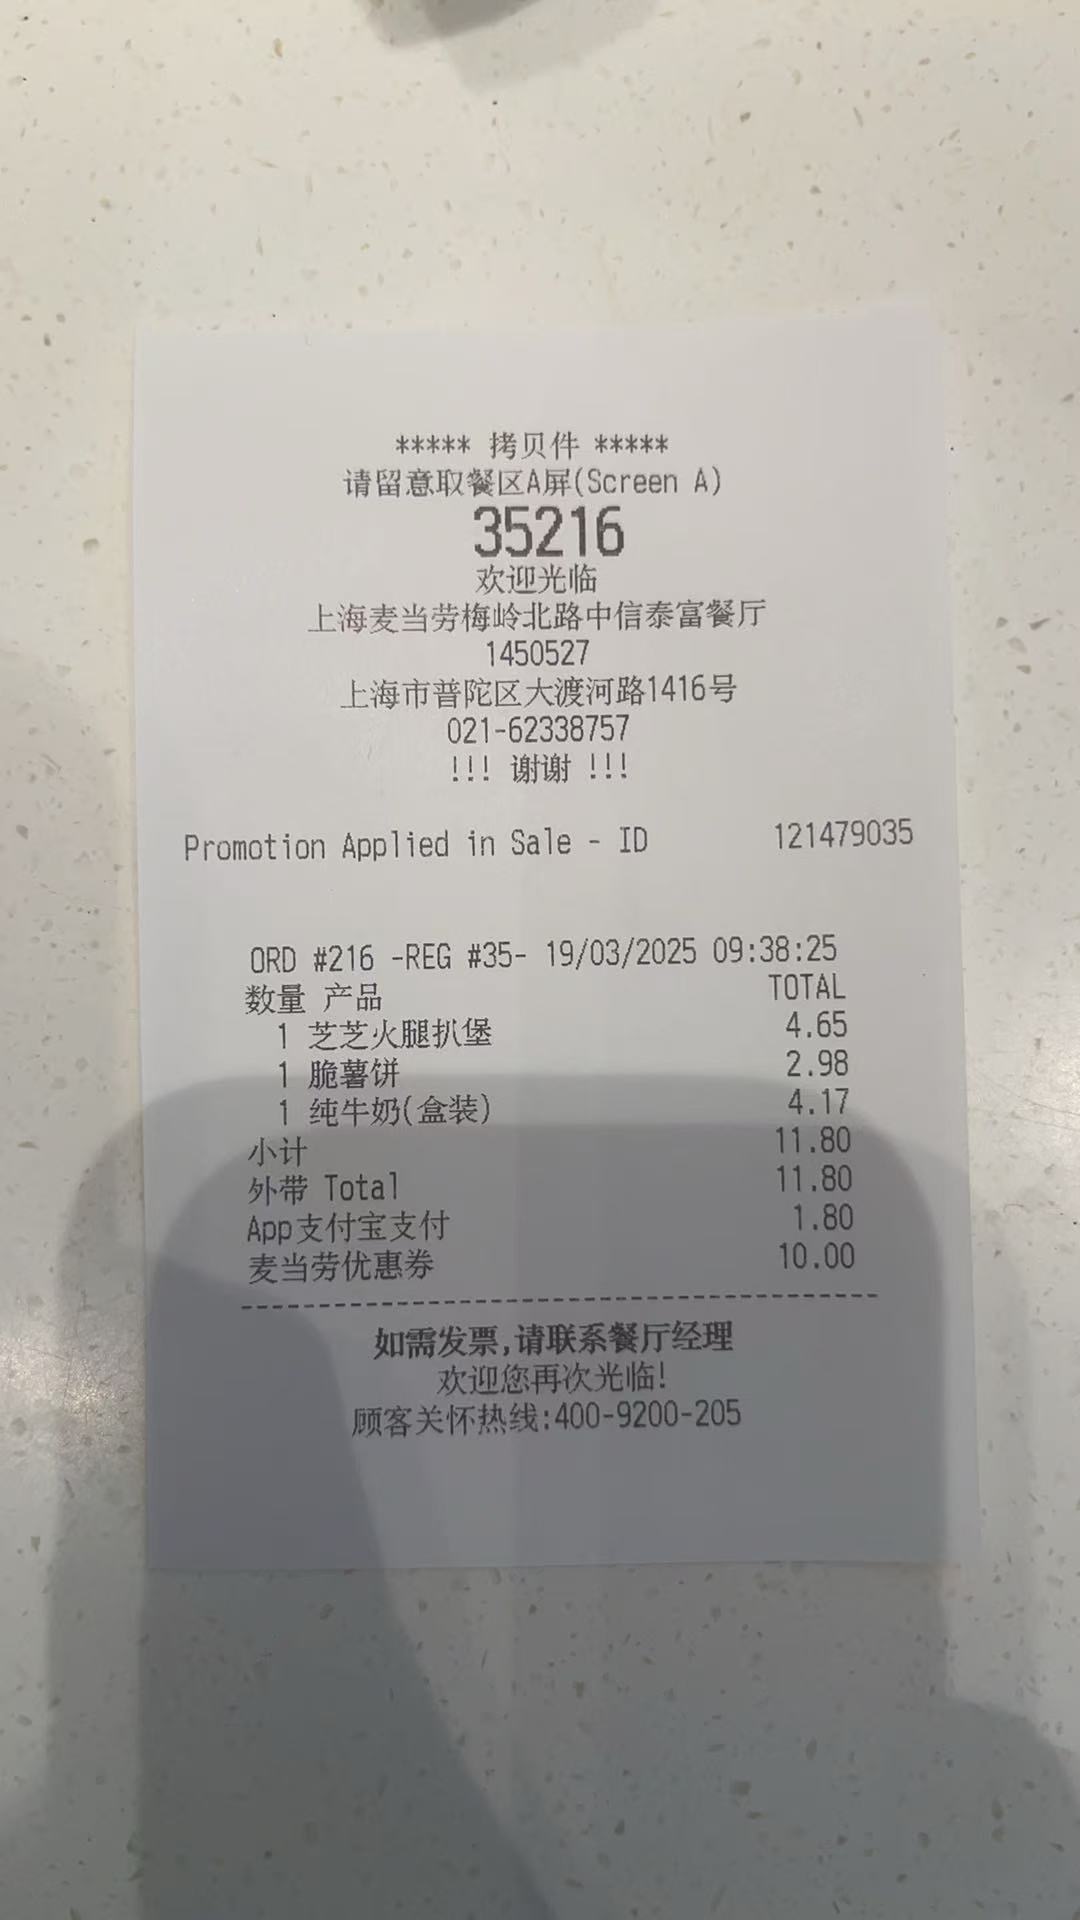 ***** 拷贝件 *****
请留意取餐区A屏(Screen A)
35216
欢迎光临
上海麦当劳梅岭北路中信泰富餐厅
1450527
上海市普陀区大渡河路1416号
021-62338757
!!! 谢谢 !!!
Promotion Applied in Sale - ID 121479035
ORD #216 -REG #35- 19/03/2025 09:38:25
数量 产品 TOTAL
1 芝芝火腿扒堡 4.65
1 脆薯饼 2.98
1 纯牛奶(盒装) 4.17
小计 11.80
外带 Total 11.80
App支付宝支付 1.80
麦当劳优惠券 10.00
如需发票,请联系餐厅经理
欢迎您再次光临!
顾客关怀热线:400-9200-205